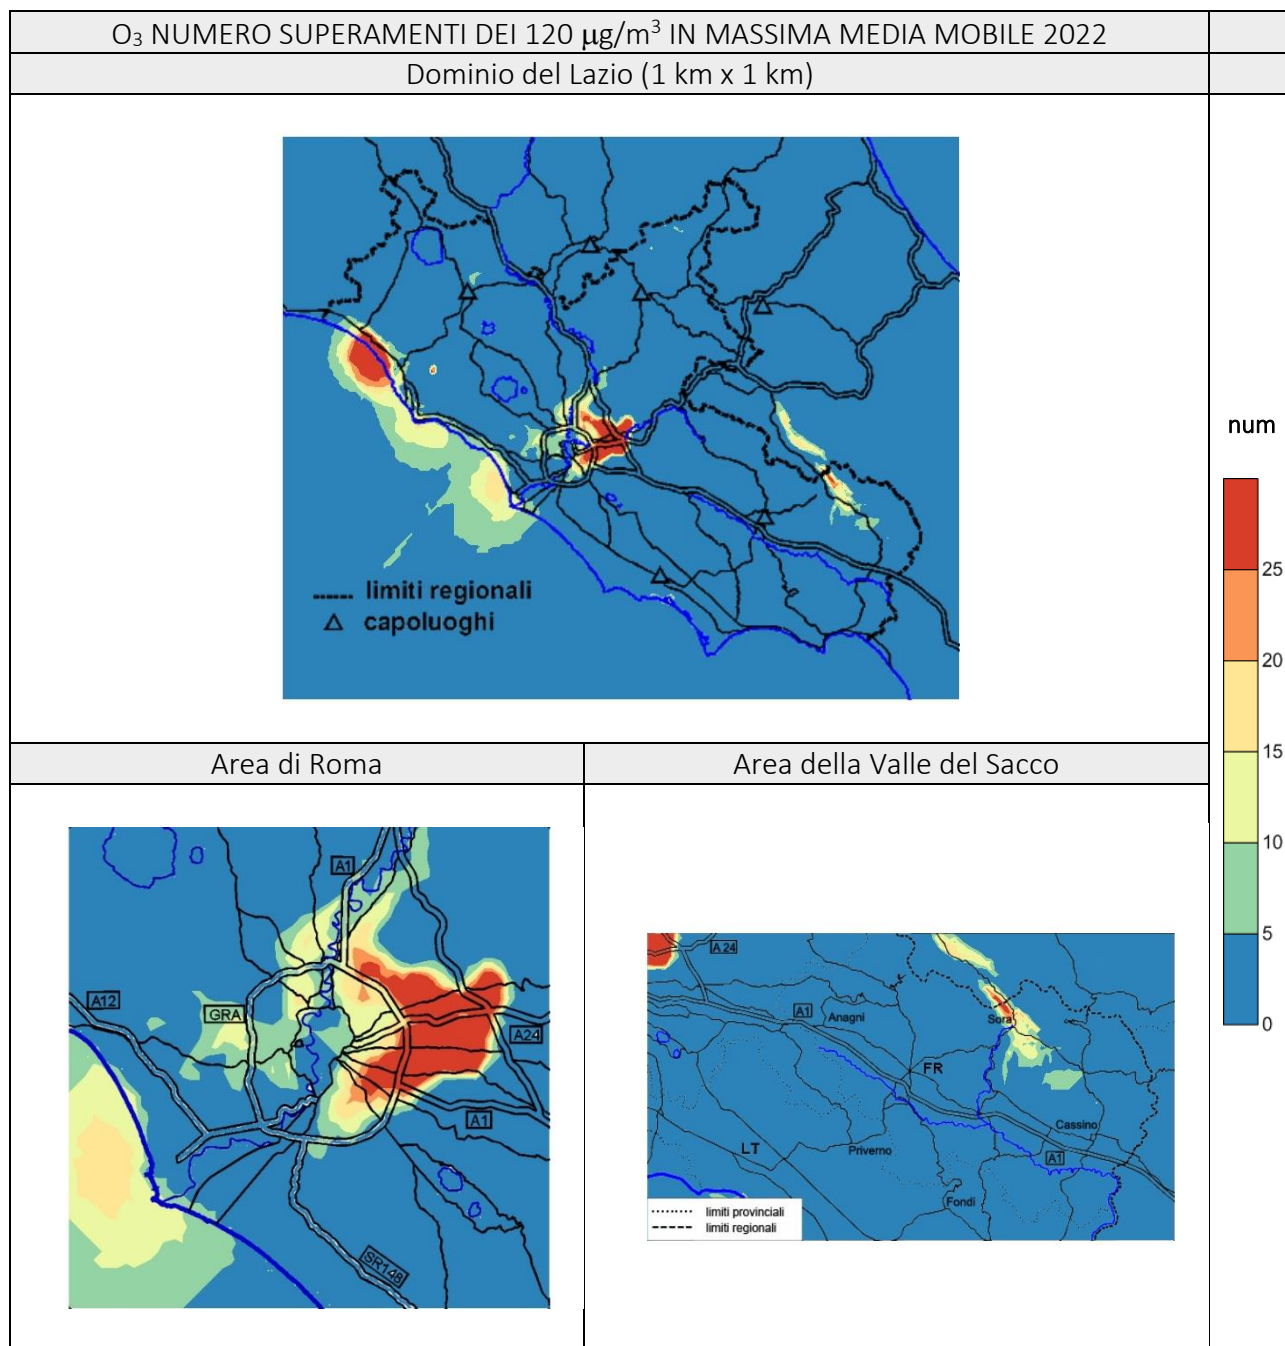 O₃ NUMERO SUPERAMENTI DEI 120 μg/m³ IN MASSIMA MEDIA MOBILE 2022
Dominio del Lazio (1 km x 1 km)
limiti regionali
capoluoghi
num
25
20
15
10
5
0
Area di Roma
Area della Valle del Sacco
A1
A12
GRA
A24
A1
SR148
A 24
A1
Anagni
Sora
FR
Cassino
LT
Priverno
A1
Fondi
limiti provinciali
limiti regionali